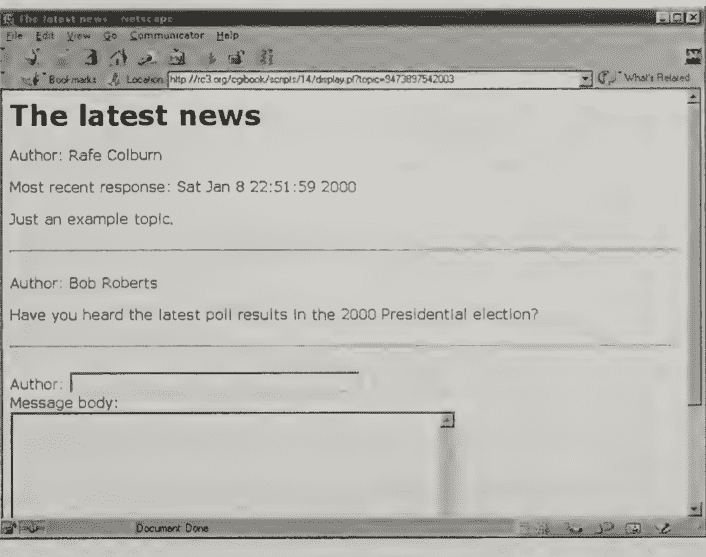 The latest news - Netscape
File Edit View Go Communicator Help
Bookmarks Location: http://rc3.org/cgibook/scripts/14/display.pl?topic=9473897542003 What's Related
The latest news
Author: Rafe Colburn
Most recent response: Sat Jan 8 22:51:59 2000
Just an example topic.
Author: Bob Roberts
Have you heard the latest poll results in the 2000 Presidential election?
Author:
Message body:
Document Done